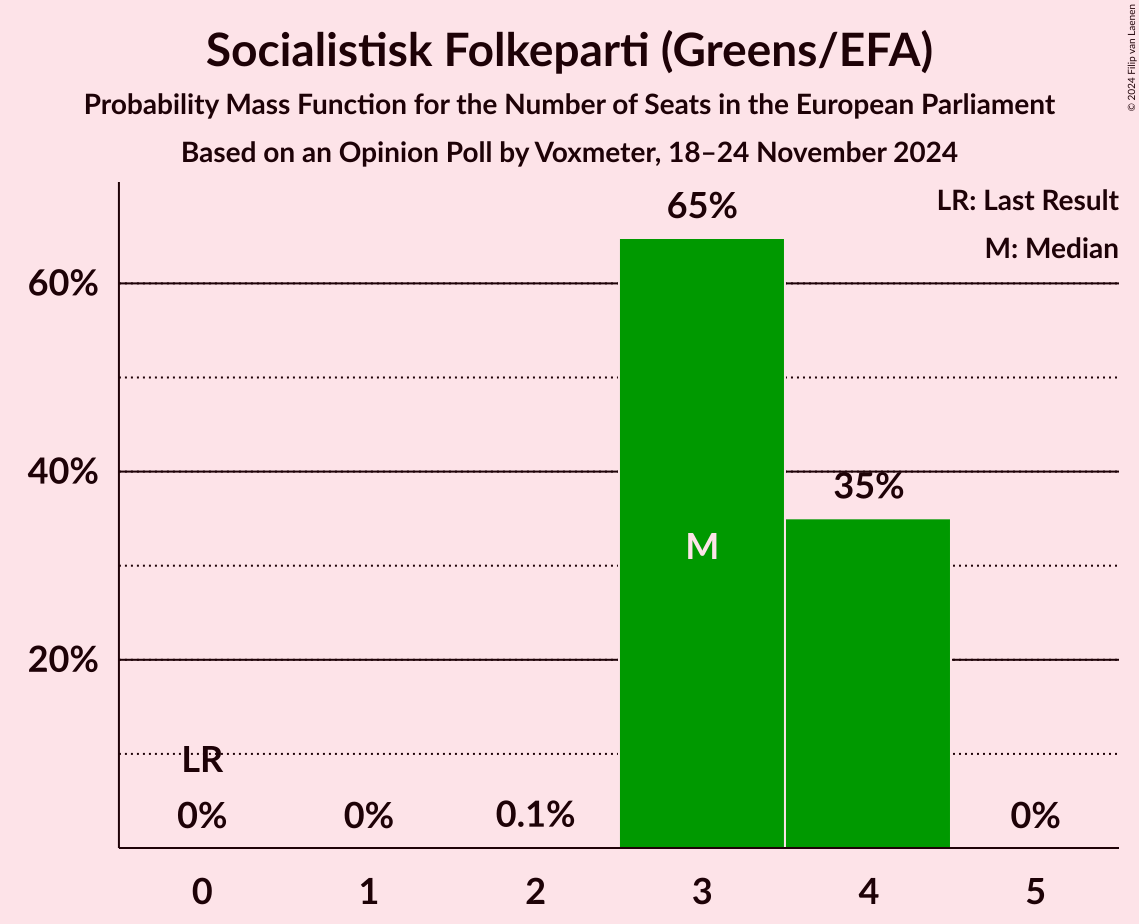 Socialistisk Folkeparti (Greens/EFA)
Probability Mass Function for the Number of Seats in the European Parliament
Based on an Opinion Poll by Voxmeter, 18–24 November 2024
© 2024 Filip van Laenen
LR: Last Result
M: Median
65%
60%
40%
35%
M
20%
LR
0%
0%
0.1%
0%
0
1
2
3
4
5